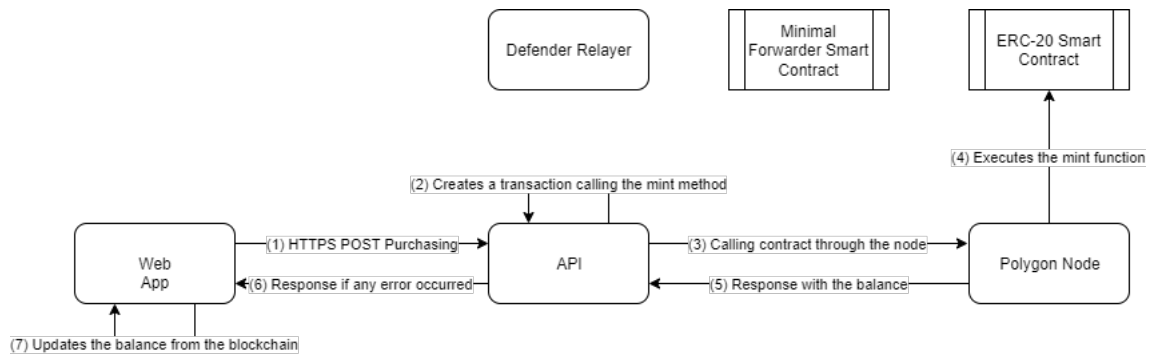 Defender Relayer
Minimal
Forwarder Smart
Contract
ERC-20 Smart
Contract
(4) Executes the mint function
(2) Creates a transaction calling the mint method
(1) HTTPS POST Purchasing
(3) Calling contract through the node
Web
App
API
Polygon Node
(6) Response if any error occurred
(5) Response with the balance
(7) Updates the balance from the blockchain